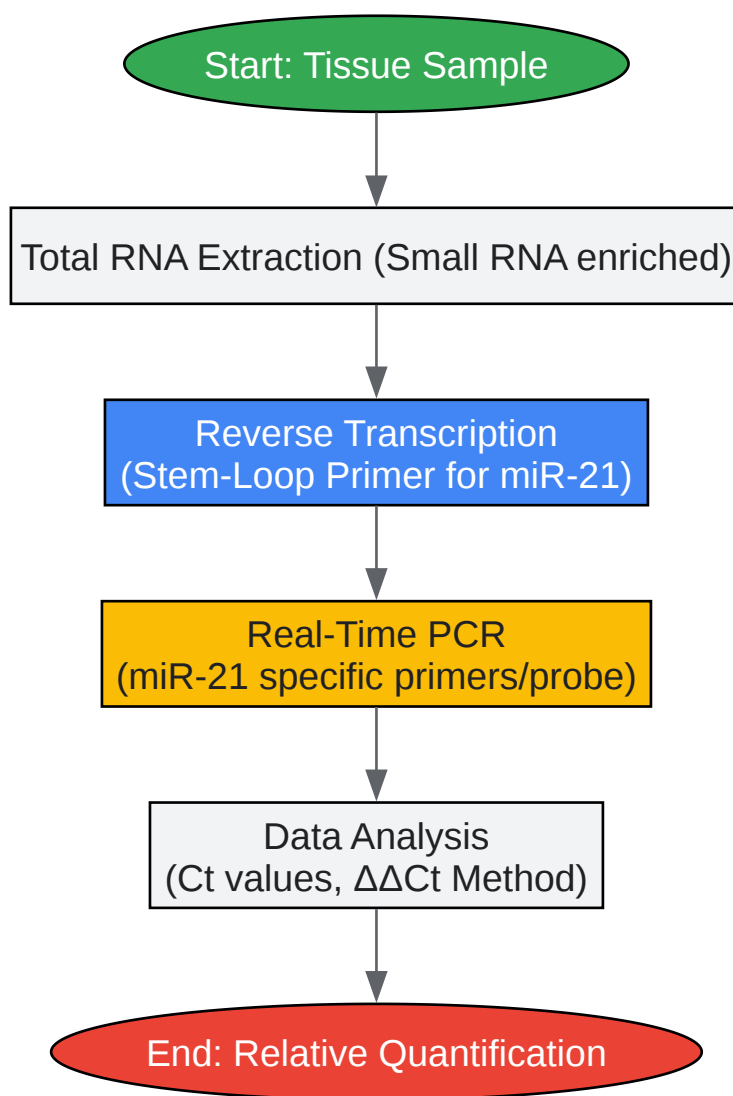 Start: Tissue Sample
Total RNA Extraction (Small RNA enriched)
Reverse Transcription
(Stem-Loop Primer for miR-21)
Real-Time PCR
(miR-21 specific primers/probe)
Data Analysis
(Ct values, ΔΔCt Method)
End: Relative Quantification